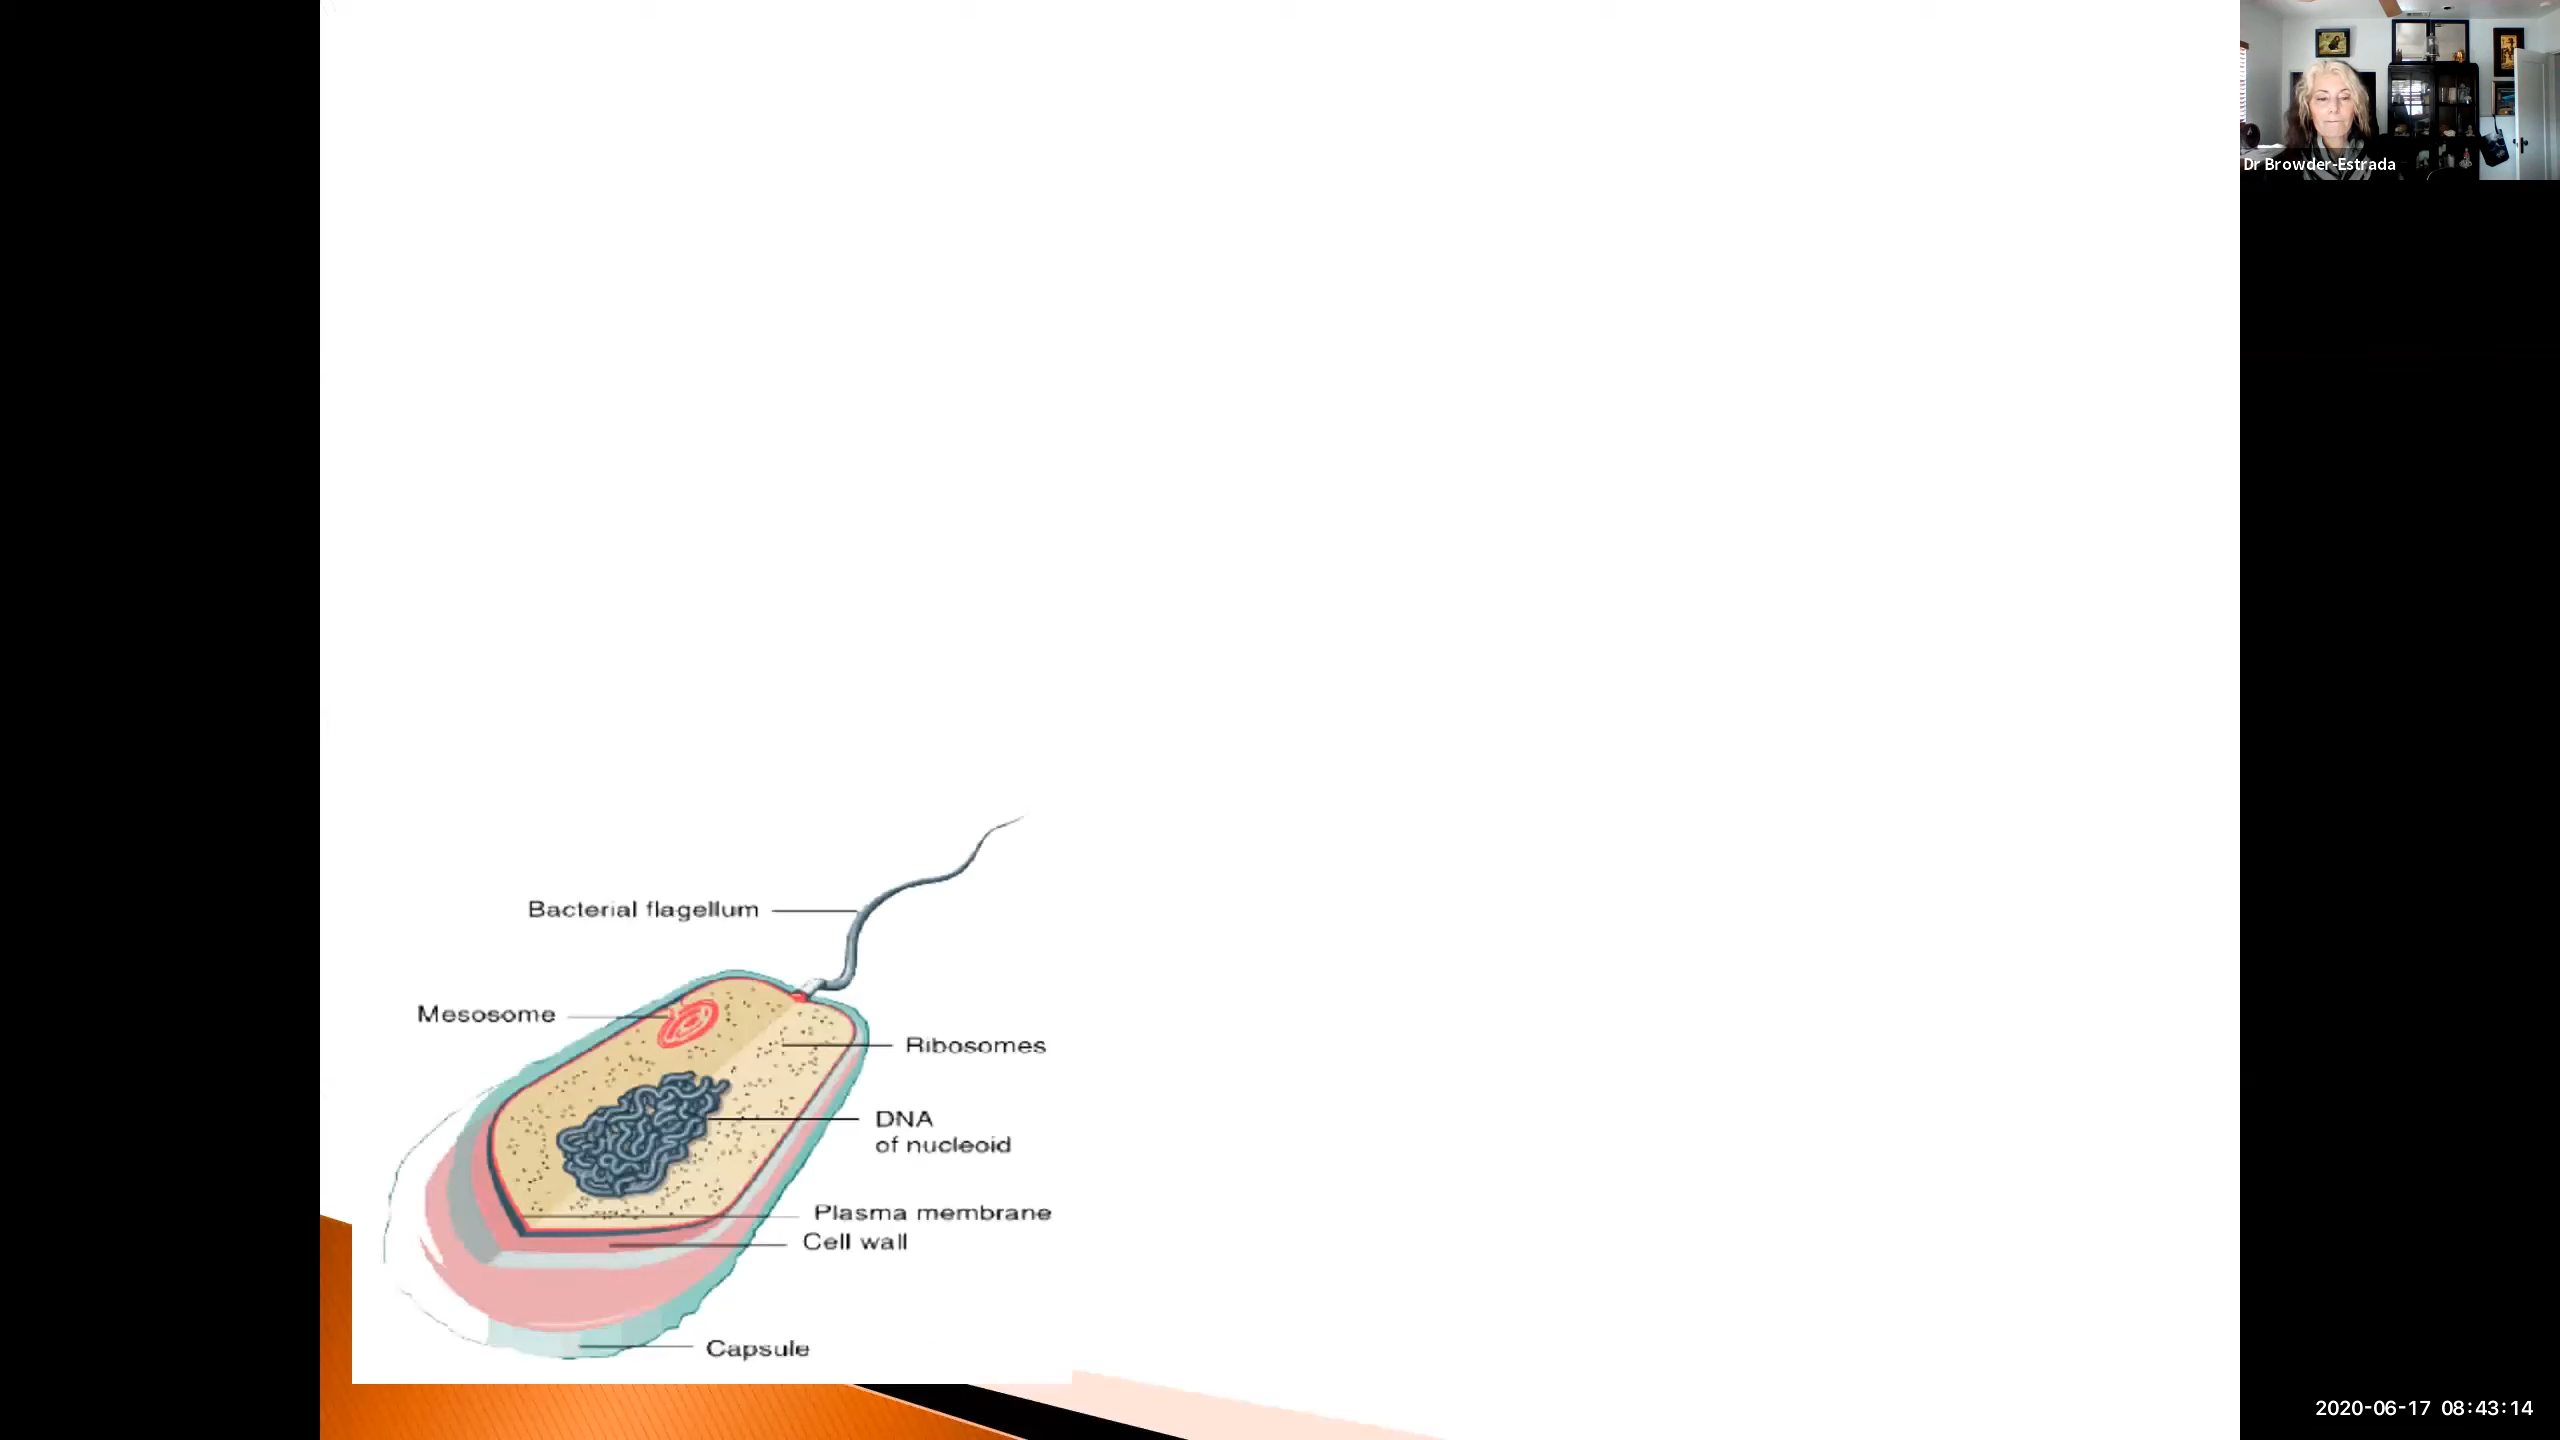 Dr Browder-Estrada
Bacterial flagellum
Mesosome
Ribosomes
DNA
of nucleoid
Plasma membrane
Cell wall
Capsule
2020-06-17 08:43:14